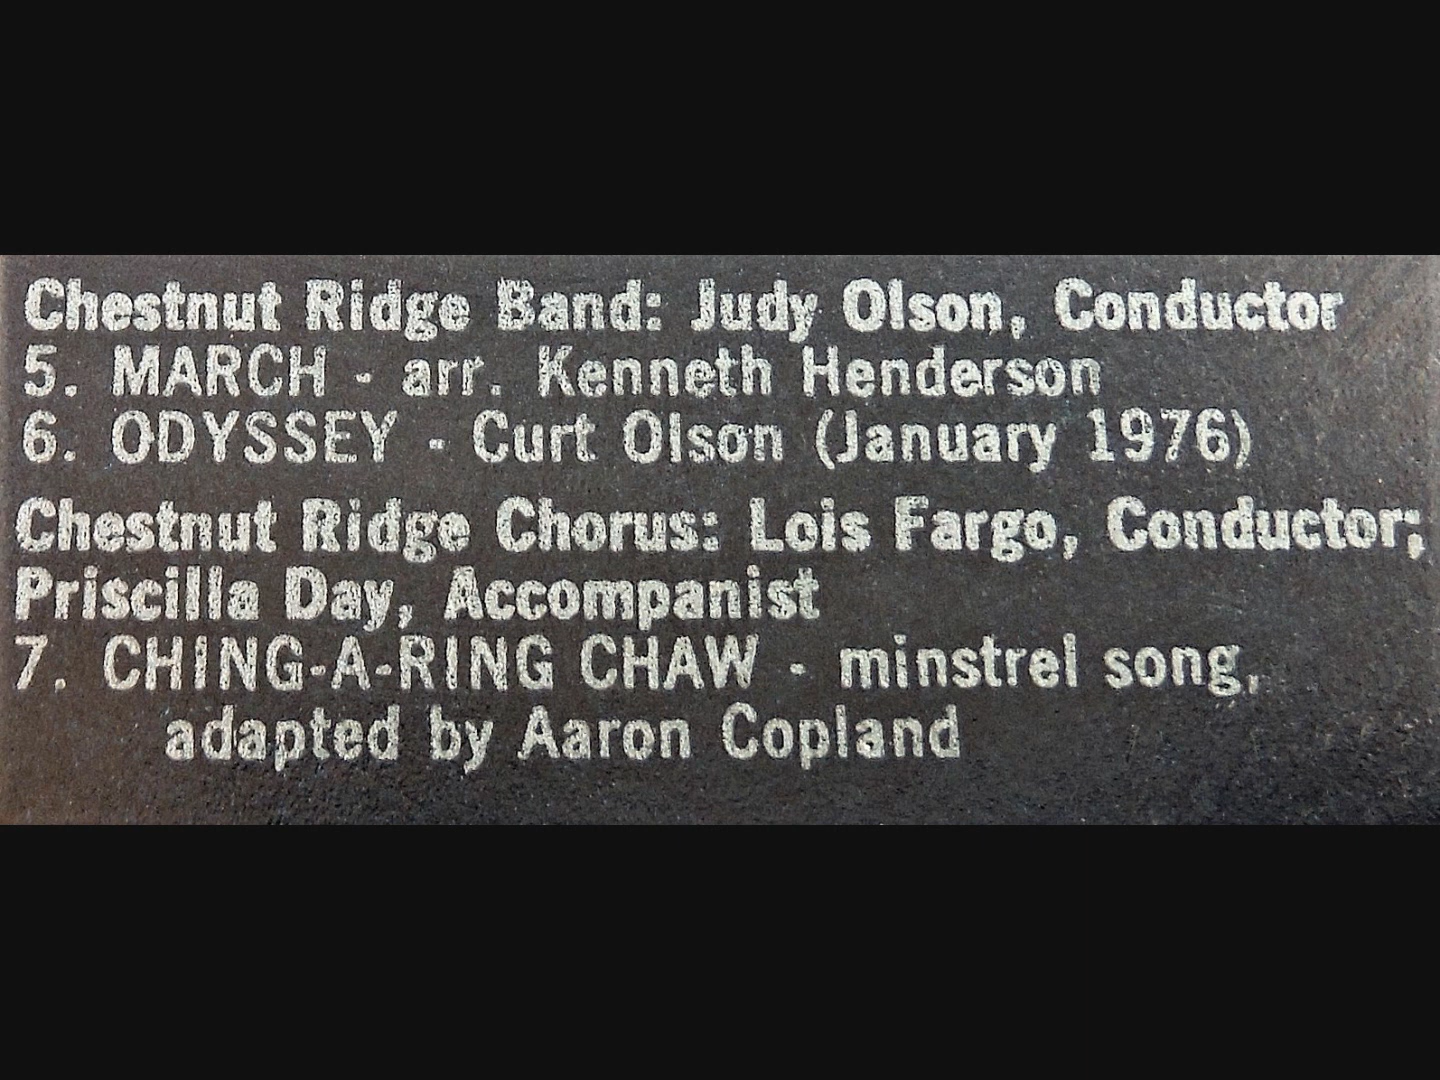 Chestnut Ridge Band: Judy Olson, Conductor
5. MARCH - arr. Kenneth Henderson
6. ODYSSEY - Curt Olson (January 1976)
Chestnut Ridge Chorus: Lois Fargo, Conductor;
Priscilla Day, Accompanist
7. CHING-A-RING CHAW - minstrel song,
adapted by Aaron Copland